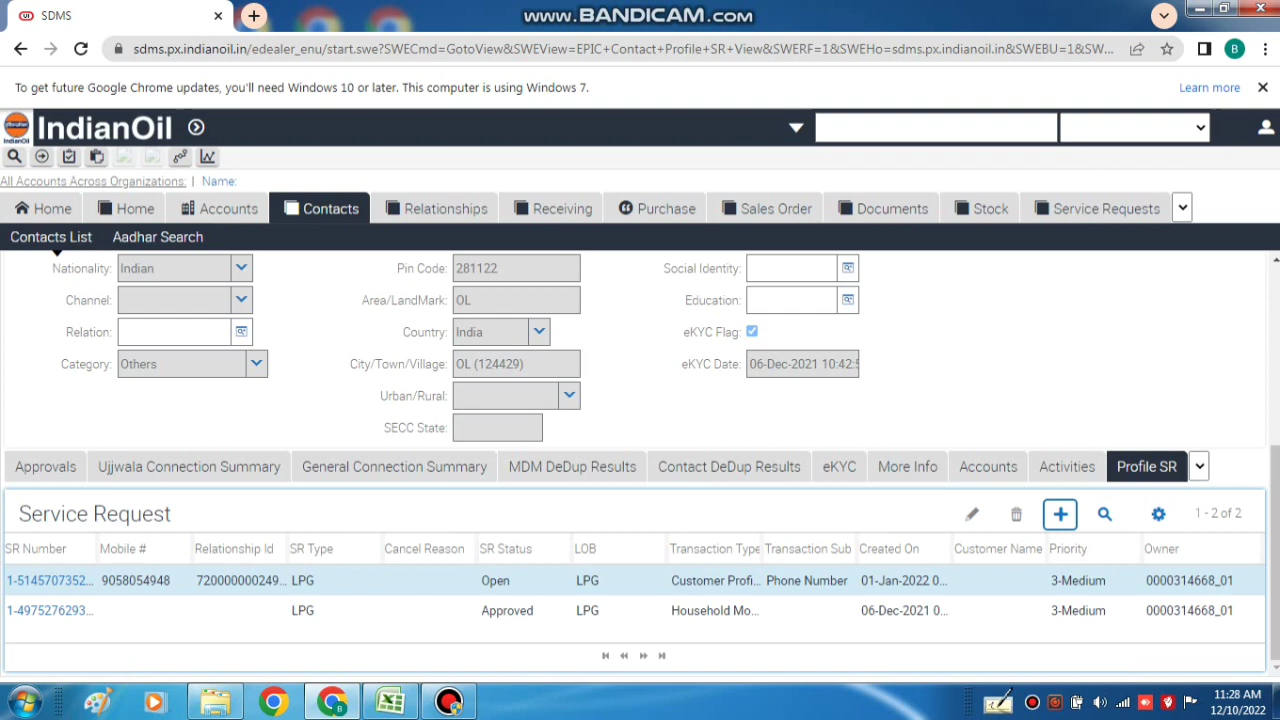 SDMS
www.BANDICAM.com
sdms.px.indianoil.in/edealer_enu/start.swe?SWECmd=GotoView&SWEView=EPIC+Contact+Profile+SR+View&SWERF=1&SWEHo=sdms.px.indianoil.in&SWEBU=1&SW...
B
To get future Google Chrome updates, you'll need Windows 10 or later. This computer is using Windows 7.
Learn more
IndianOil
IndianOil
All Accounts Across Organizations: | Name:
Home Home Accounts Contacts Relationships Receiving Purchase Sales Order Documents Stock Service Requests
Contacts List Aadhar Search
Nationality: Indian Pin Code: 281122 Social Identity:
Channel: Area/LandMark: OL Education:
Relation: Country: India eKYC Flag:
Category: Others City/Town/Village: OL (124429) eKYC Date: 06-Dec-2021 10:42:5
Urban/Rural:
SECC State:
Approvals Ujjwala Connection Summary General Connection Summary MDM DeDup Results Contact DeDup Results eKYC More Info Accounts Activities Profile SR
Service Request 1 - 2 of 2
SR Number Mobile # Relationship Id SR Type Cancel Reason SR Status LOB Transaction Type Transaction Sub Created On Customer Name Priority Owner
1-5145707352... 9058054948 720000000249... LPG Open LPG Customer Profi... Phone Number 01-Jan-2022 0... 3-Medium 0000314668_01
1-4975276293... LPG Approved LPG Household Mo... 06-Dec-2021 0... 3-Medium 0000314668_01
11:28 AM
12/10/2022